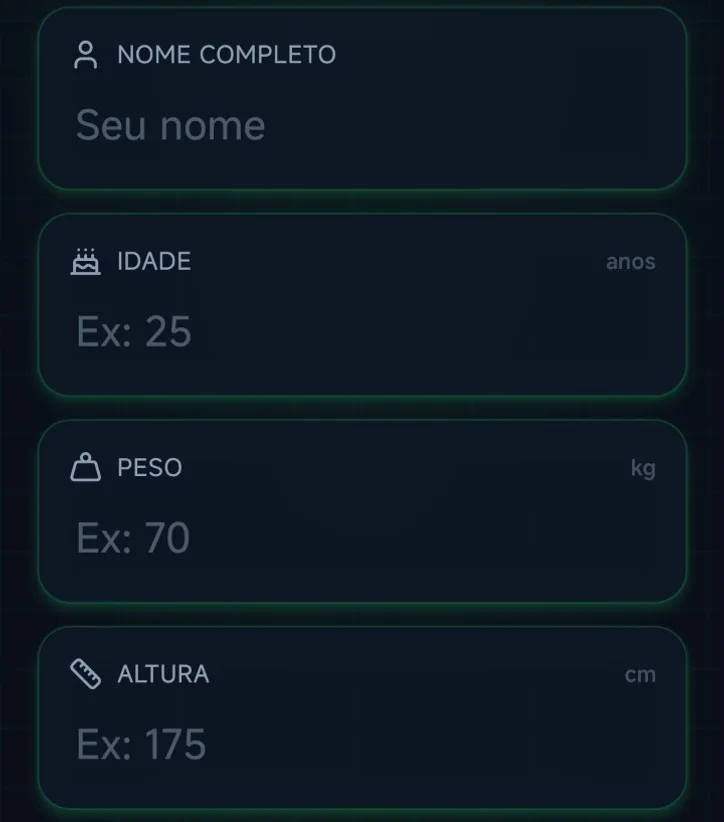 NOME COMPLETO
Seu nome
IDADE anos
Ex: 25
PESO kg
Ex: 70
ALTURA cm
Ex: 175